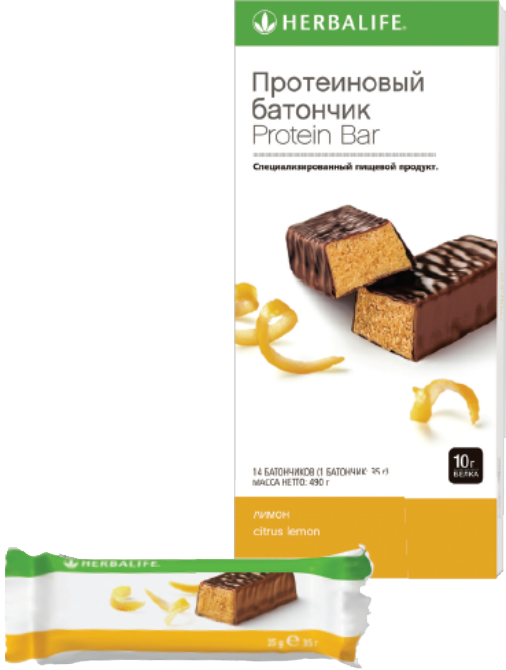 HERBALIFE®
Протеиновый
батончик
Protein Bar
Специализированный пищевой продукт.
10 г
БЕЛКА
14 БАТОНЧИКОВ (1 БАТОНЧИК: 35 г)
МАССА НЕТТО: 490 г
ЛИМОН
citrus lemon
HERBALIFE.
35 g ℮ 35 г